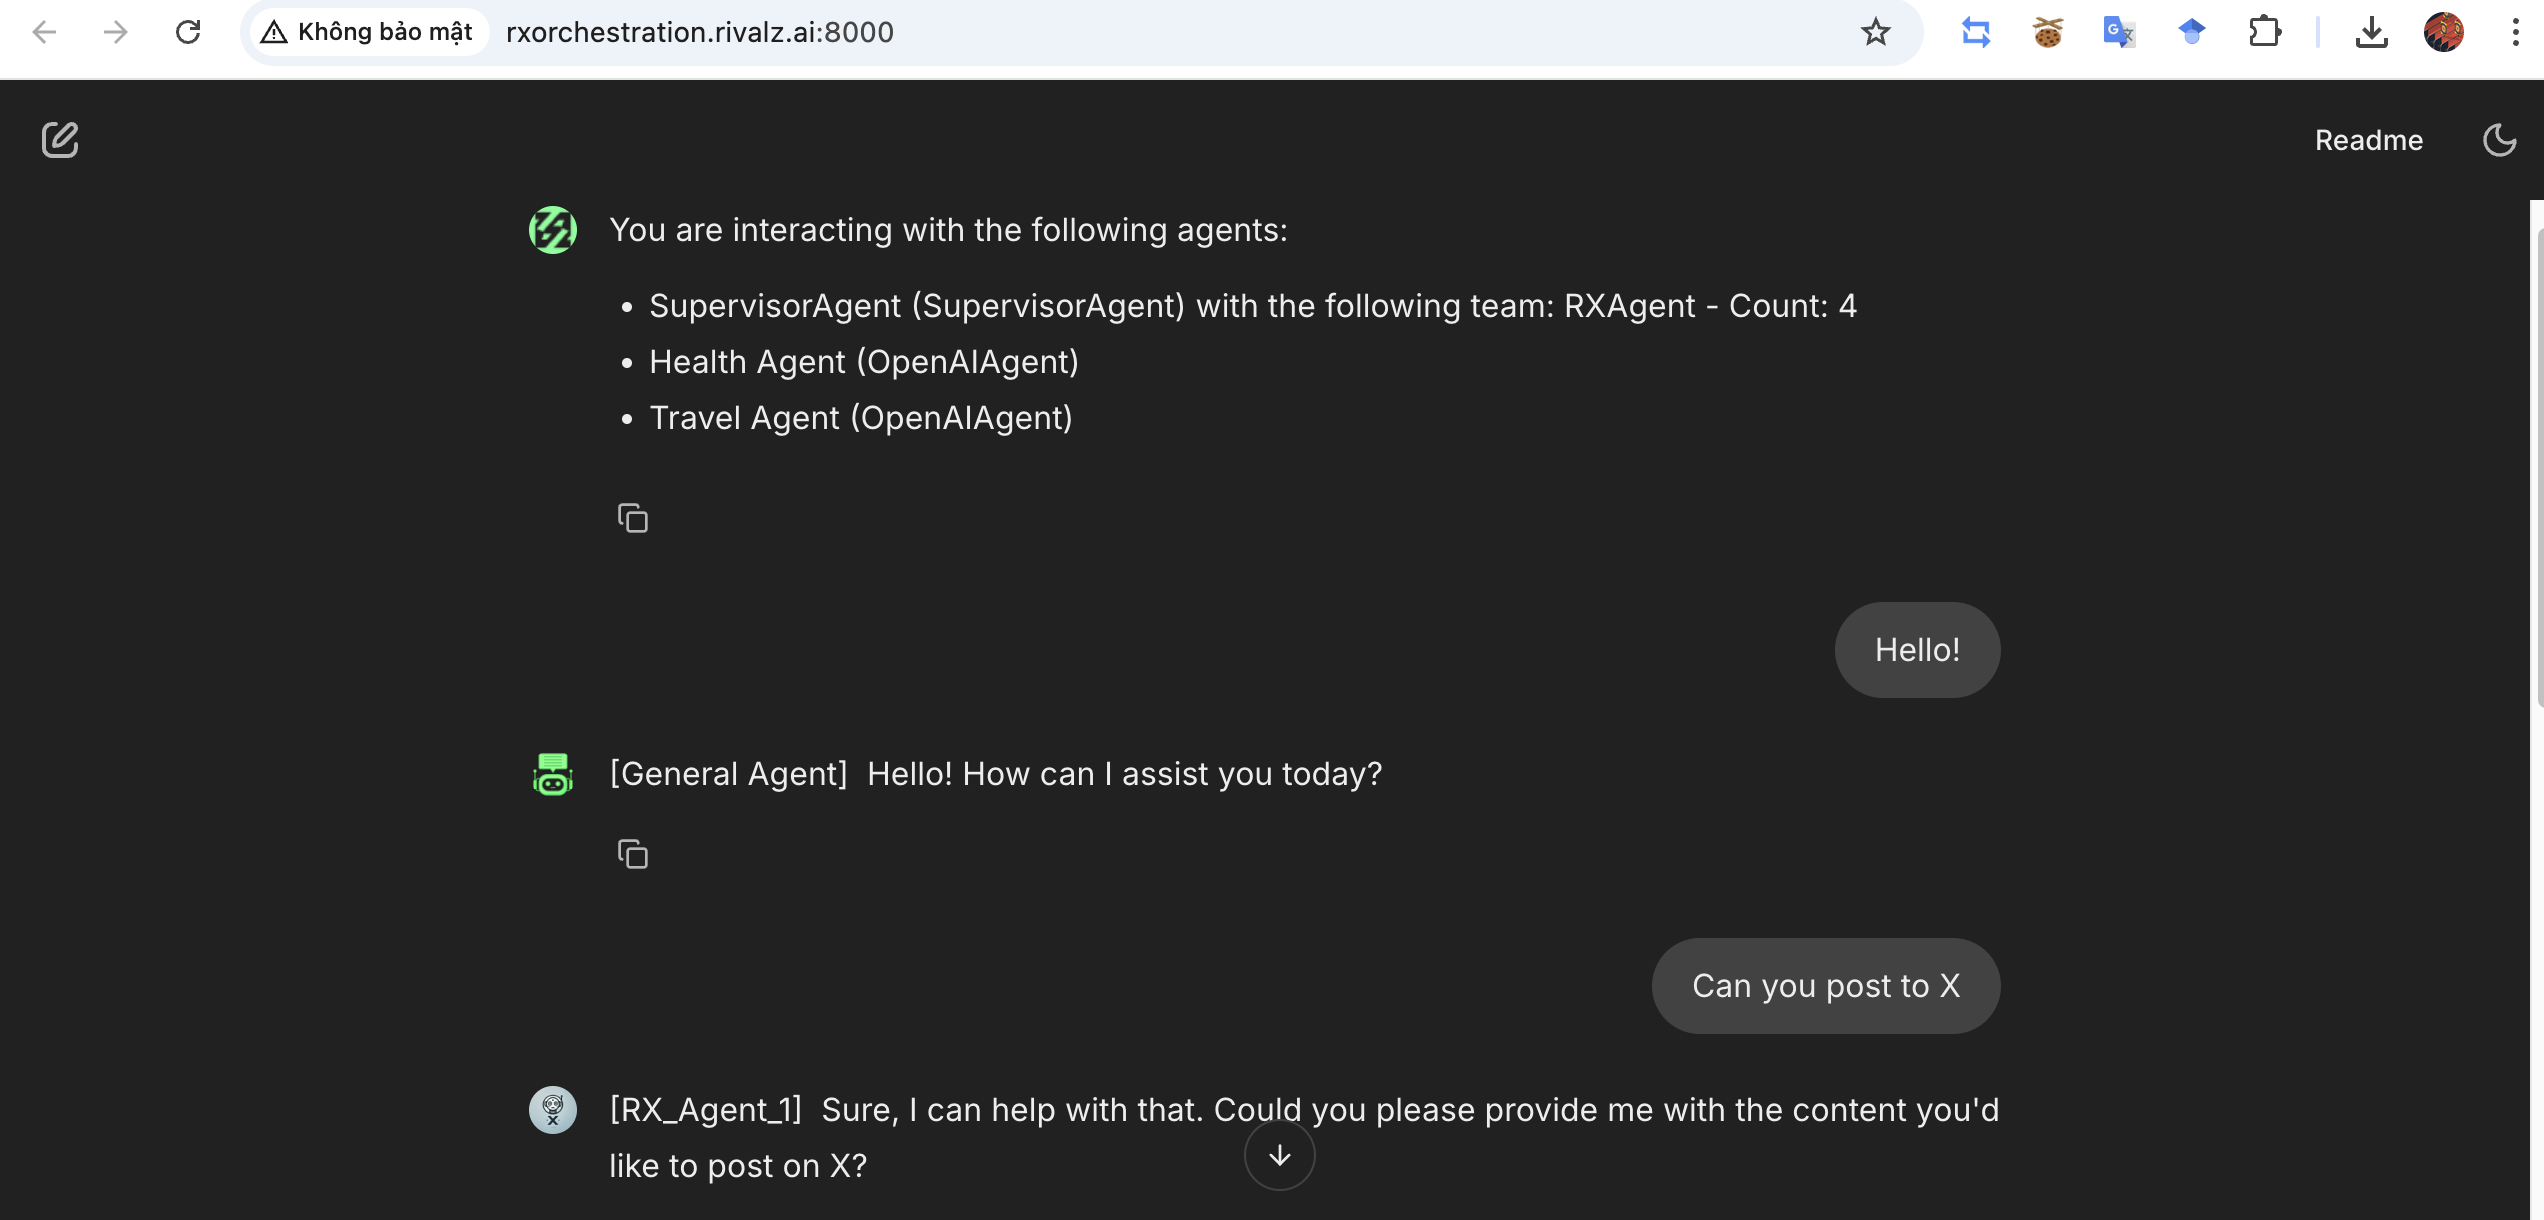 Không bảo mật rxorchestration.rivalz.ai:8000
Readme
You are interacting with the following agents:
• SupervisorAgent (SupervisorAgent) with the following team: RXAgent - Count: 4
• Health Agent (OpenAIAgent)
• Travel Agent (OpenAIAgent)
Hello!
[General Agent] Hello! How can I assist you today?
Can you post to X
[RX_Agent_1] Sure, I can help with that. Could you please provide me with the content you'd
like to post on X?